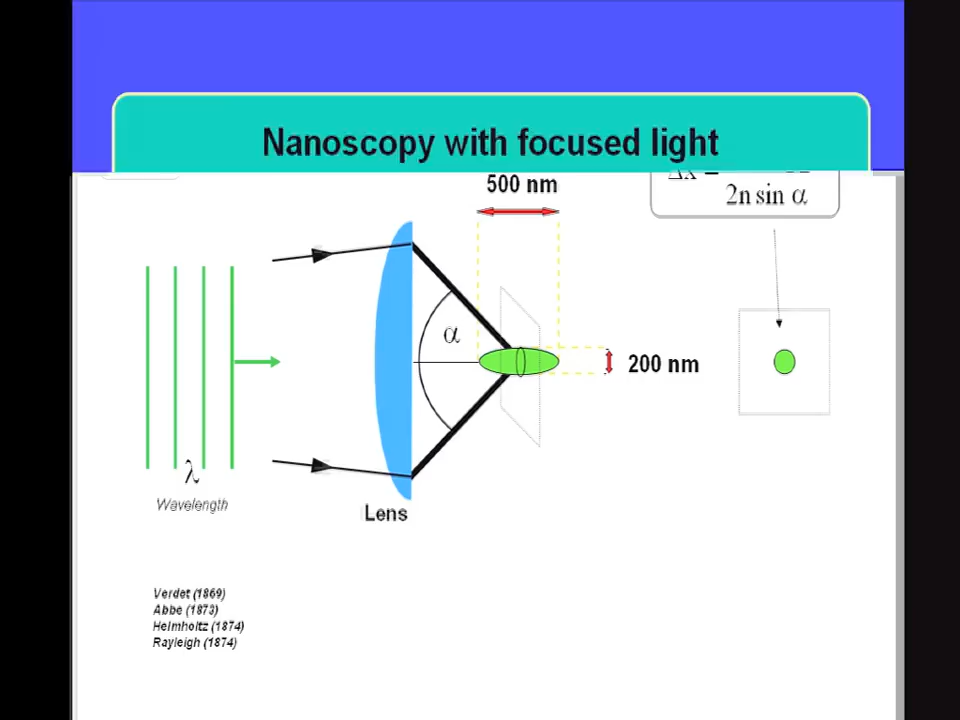 Nanoscopy with focused light
500 nm
Δx =
2n sin α
α
200 nm
λ
Wavelength
Lens
Verdet (1869)
Abbe (1873)
Helmholtz (1874)
Rayleigh (1874)